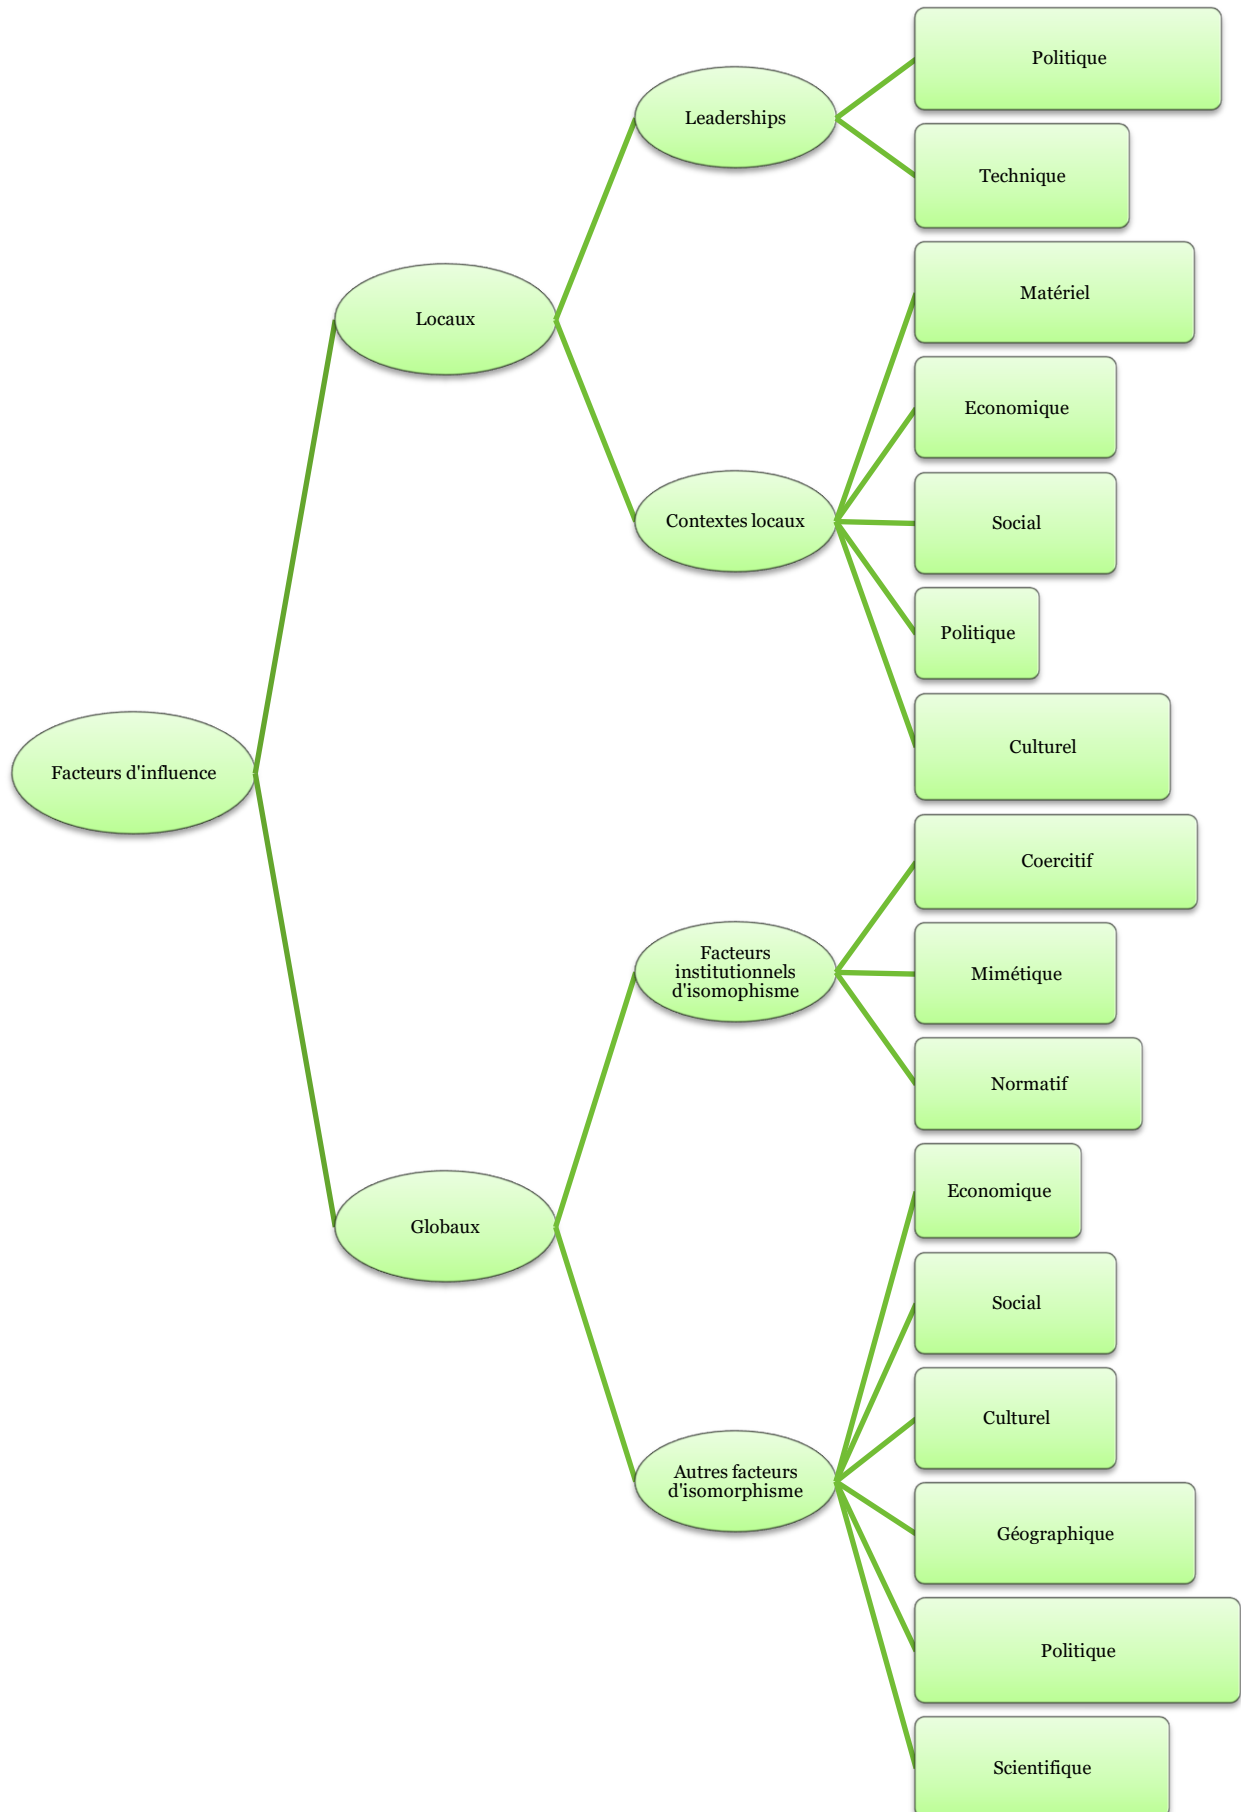 Facteurs d'influence
Locaux
Leaderships
Politique
Technique
Contextes locaux
Matériel
Economique
Social
Politique
Culturel
Globaux
Facteurs
institutionnels
d'isomophisme
Coercitif
Mimétique
Normatif
Autres facteurs
d'isomorphisme
Economique
Social
Culturel
Géographique
Politique
Scientifique